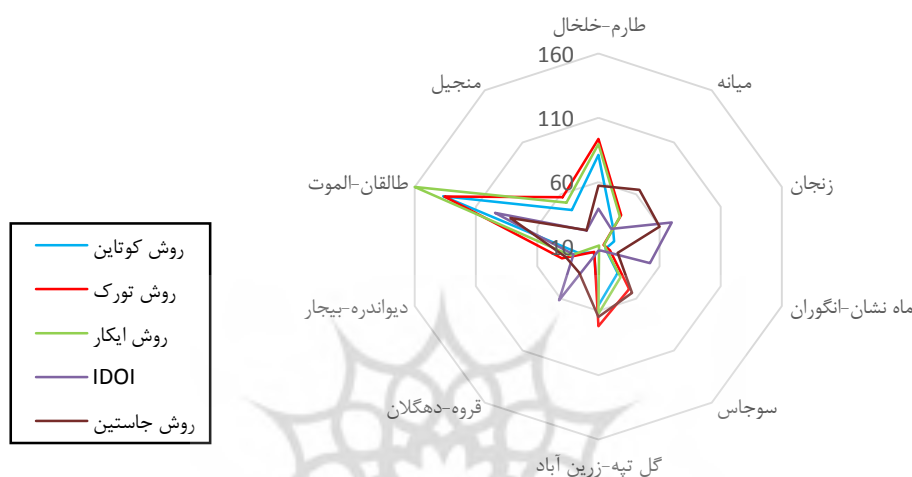 طارم-خلخال
160
میانه
منجیل
110
زنجان
طالقان-الموت
60
روش کوتاین
10
روش تورک
دیواندره-بیجار
ماه نشان-انگوران
روش ایکار
IDOI
قروه-دهگلان
سوجاس
روش جاستین
گل تپه-زرین آباد